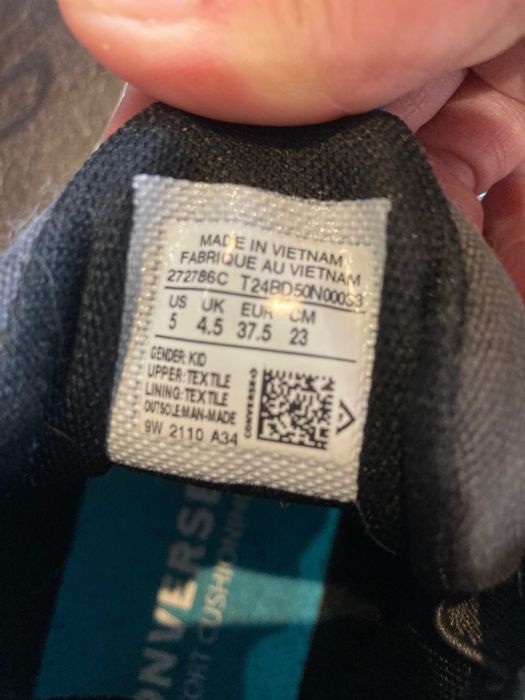 MADE IN VIETNAM
FABRIQUE AU VIETNAM
272786C T24BD50N00033
US UK EUR CM
5 4.5 37.5 23
GENDER: KID
UPPER: TEXTILE
LINING: TEXTILE
OUTSOLE:MAN-MADE
9W 2110 A34
CONVERSE
CUSHIONING